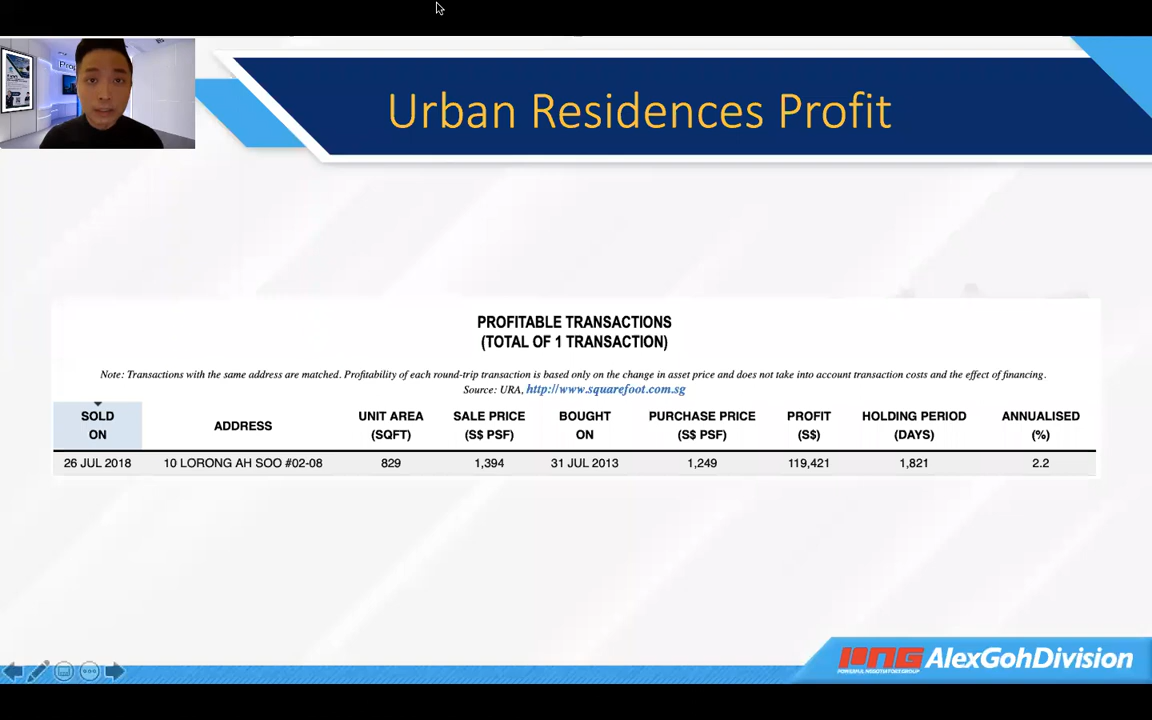 Urban Residences Profit
PROFITABLE TRANSACTIONS
(TOTAL OF 1 TRANSACTION)
Note: Transactions with the same address are matched. Profitability of each round-trip transaction is based only on the change in asset price and does not take into account transaction costs and the effect of financing.
Source: URA, http://www.squarefoot.com.sg
SOLD ON ADDRESS UNIT AREA (SQFT) SALE PRICE (S$ PSF) BOUGHT ON PURCHASE PRICE (S$ PSF) PROFIT (S$) HOLDING PERIOD (DAYS) ANNUALISED (%)
26 JUL 2018 10 LORONG AH SOO #02-08 829 1,394 31 JUL 2013 1,249 119,421 1,821 2.2
PNG AlexGohDivision
POWERFUL NEGOTIATORS GROUP